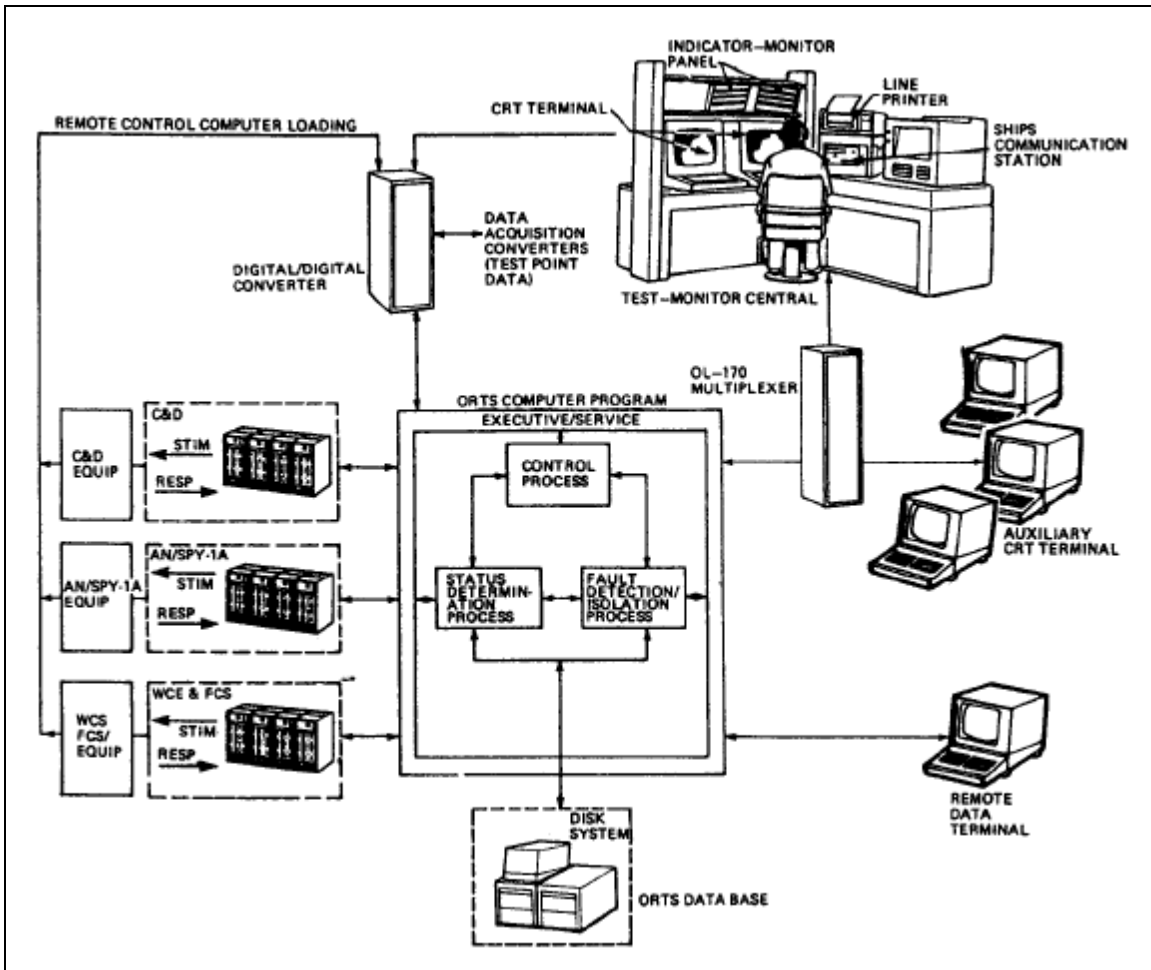 INDICATOR-MONITOR
PANEL
LINE
PRINTER
CRT TERMINAL
REMOTE CONTROL COMPUTER LOADING
SHIPS
COMMUNICATION
STATION
DATA
ACQUISITION
CONVERTERS
(TEST POINT
DATA)
DIGITAL/DIGITAL
CONVERTER
TEST-MONITOR CENTRAL
OL-170
MULTIPLEXER
ORTS COMPUTER PROGRAM
EXECUTIVE/SERVICE
C&D
C&D
EQUIP
STIM
RESP
CONTROL
PROCESS
AUXILIARY
CRT TERMINAL
AN/SPY-1A
AN/SPY-1A
EQUIP
STIM
RESP
STATUS
DETERMIN-
ATION
PROCESS
FAULT
DETECTION/
ISOLATION
PROCESS
WCE & FCS
WCS
FCS/
EQUIP
STIM
RESP
REMOTE
DATA
TERMINAL
DISK
SYSTEM
ORTS DATA BASE